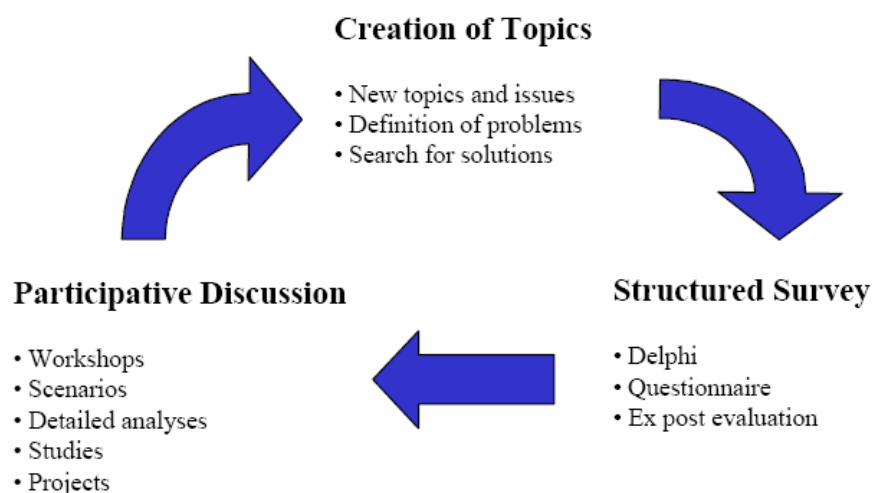 Creation of Topics
• New topics and issues
• Definition of problems
• Search for solutions
Participative Discussion
• Workshops
• Scenarios
• Detailed analyses
• Studies
• Projects
Structured Survey
• Delphi
• Questionnaire
• Ex post evaluation